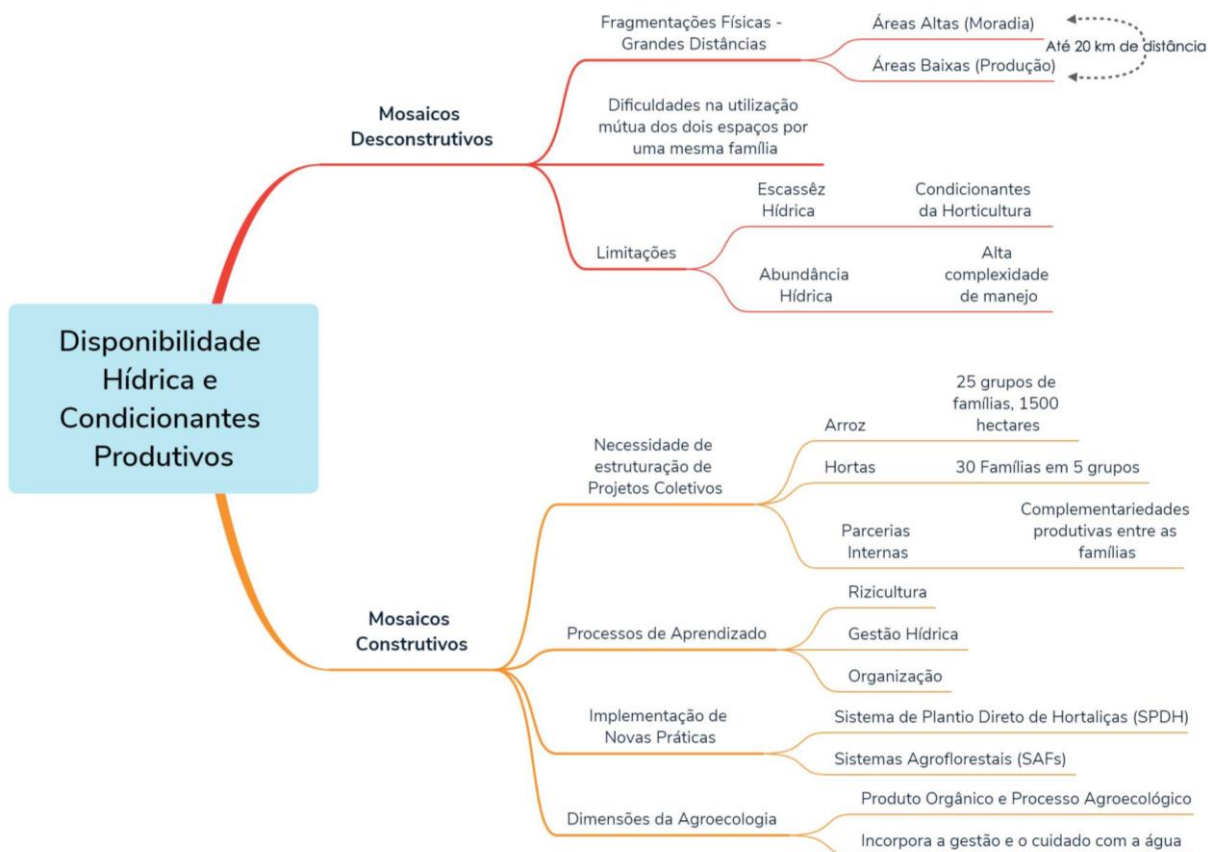 Disponibilidade
Hídrica e
Condicionantes
Produtivos
Mosaicos
Desconstrutivos
Fragmentações Físicas -
Grandes Distâncias
Áreas Altas (Moradia)
Áreas Baixas (Produção)
Até 20 km de distância
Dificuldades na utilização
mútua dos dois espaços por
uma mesma família
Limitações
Escassêz
Hídrica
Condicionantes
da Horticultura
Abundância
Hídrica
Alta
complexidade
de manejo
Mosaicos
Construtivos
Necessidade de
estruturação de
Projetos Coletivos
Arroz
25 grupos de
famílias, 1500
hectares
Hortas
30 Famílias em 5 grupos
Parcerias
Internas
Complementariedades
produtivas entre as
famílias
Processos de Aprendizado
Rizicultura
Gestão Hídrica
Organização
Implementação de
Novas Práticas
Sistema de Plantio Direto de Hortaliças (SPDH)
Sistemas Agroflorestais (SAFs)
Dimensões da Agroecologia
Produto Orgânico e Processo Agroecológico
Incorpora a gestão e o cuidado com a água